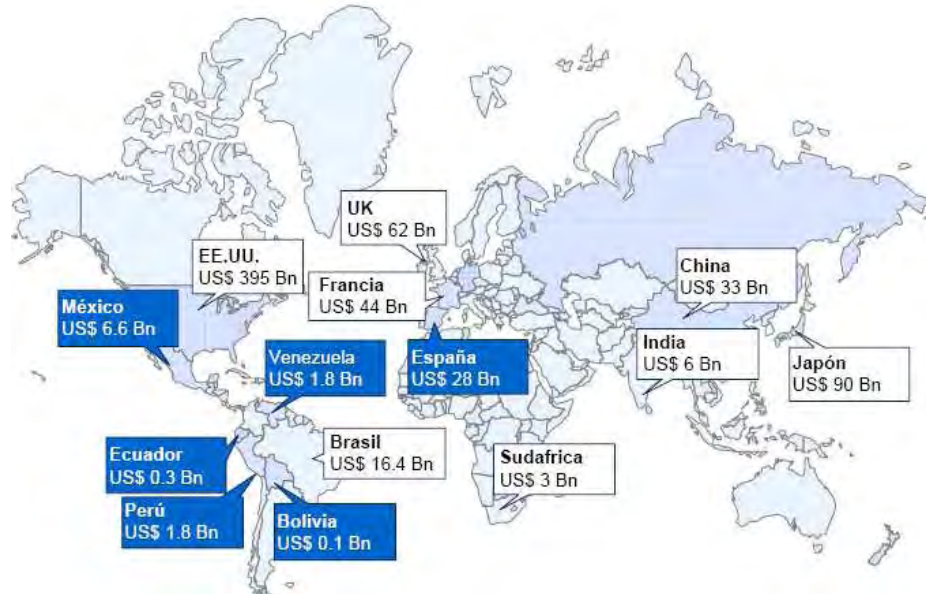 UK
US$ 62 Bn
EE.UU.
US$ 395 Bn
Francia
US$ 44 Bn
China
US$ 33 Bn
México
US$ 6.6 Bn
Venezuela
US$ 1.8 Bn
España
US$ 28 Bn
India
US$ 6 Bn
Japón
US$ 90 Bn
Ecuador
US$ 0.3 Bn
Brasil
US$ 16.4 Bn
Sudafrica
US$ 3 Bn
Perú
US$ 1.8 Bn
Bolivia
US$ 0.1 Bn